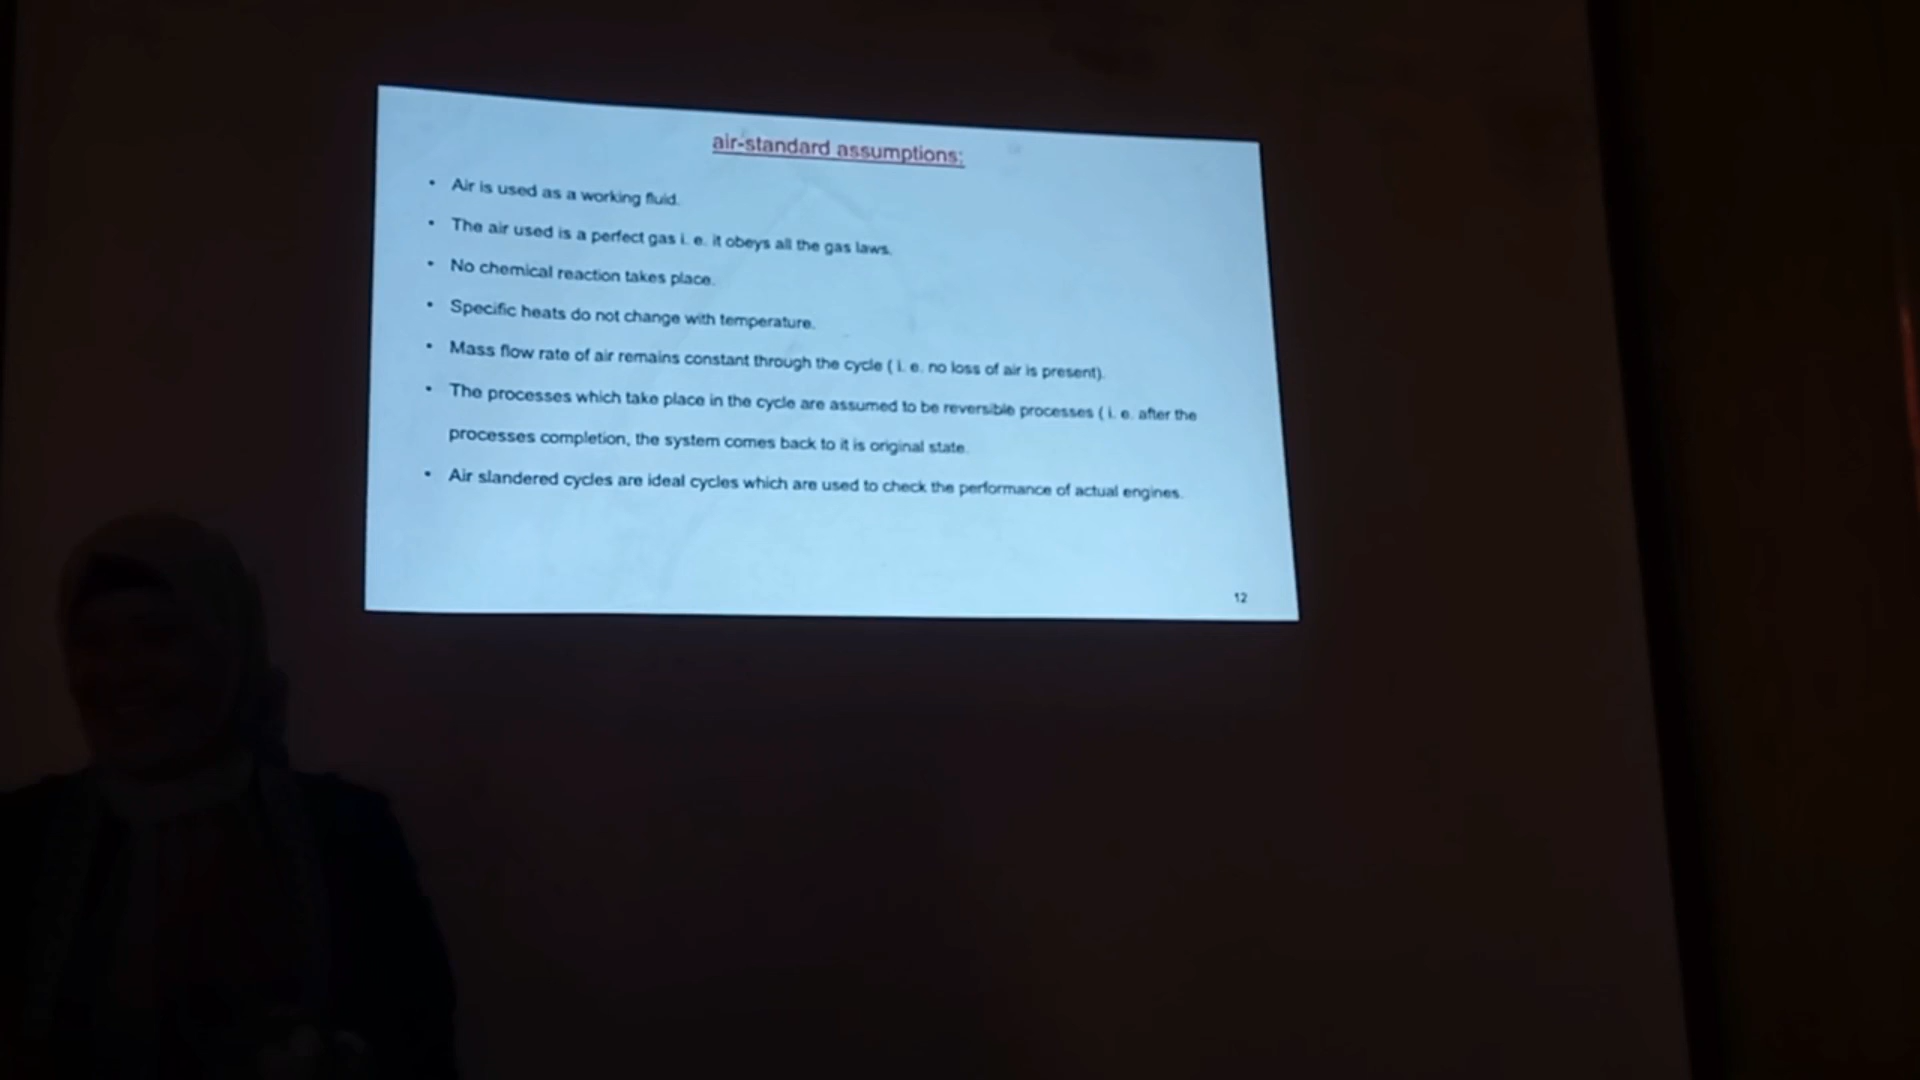 air-standard assumptions:
• Air is used as a working fluid.
• The air used is a perfect gas i. e. it obeys all the gas laws.
• No chemical reaction takes place.
• Specific heats do not change with temperature.
• Mass flow rate of air remains constant through the cycle ( i. e. no loss of air is present).
• The processes which take place in the cycle are assumed to be reversible processes ( i. e. after the
processes completion, the system comes back to it is original state.
• Air slandered cycles are ideal cycles which are used to check the performance of actual engines.
12